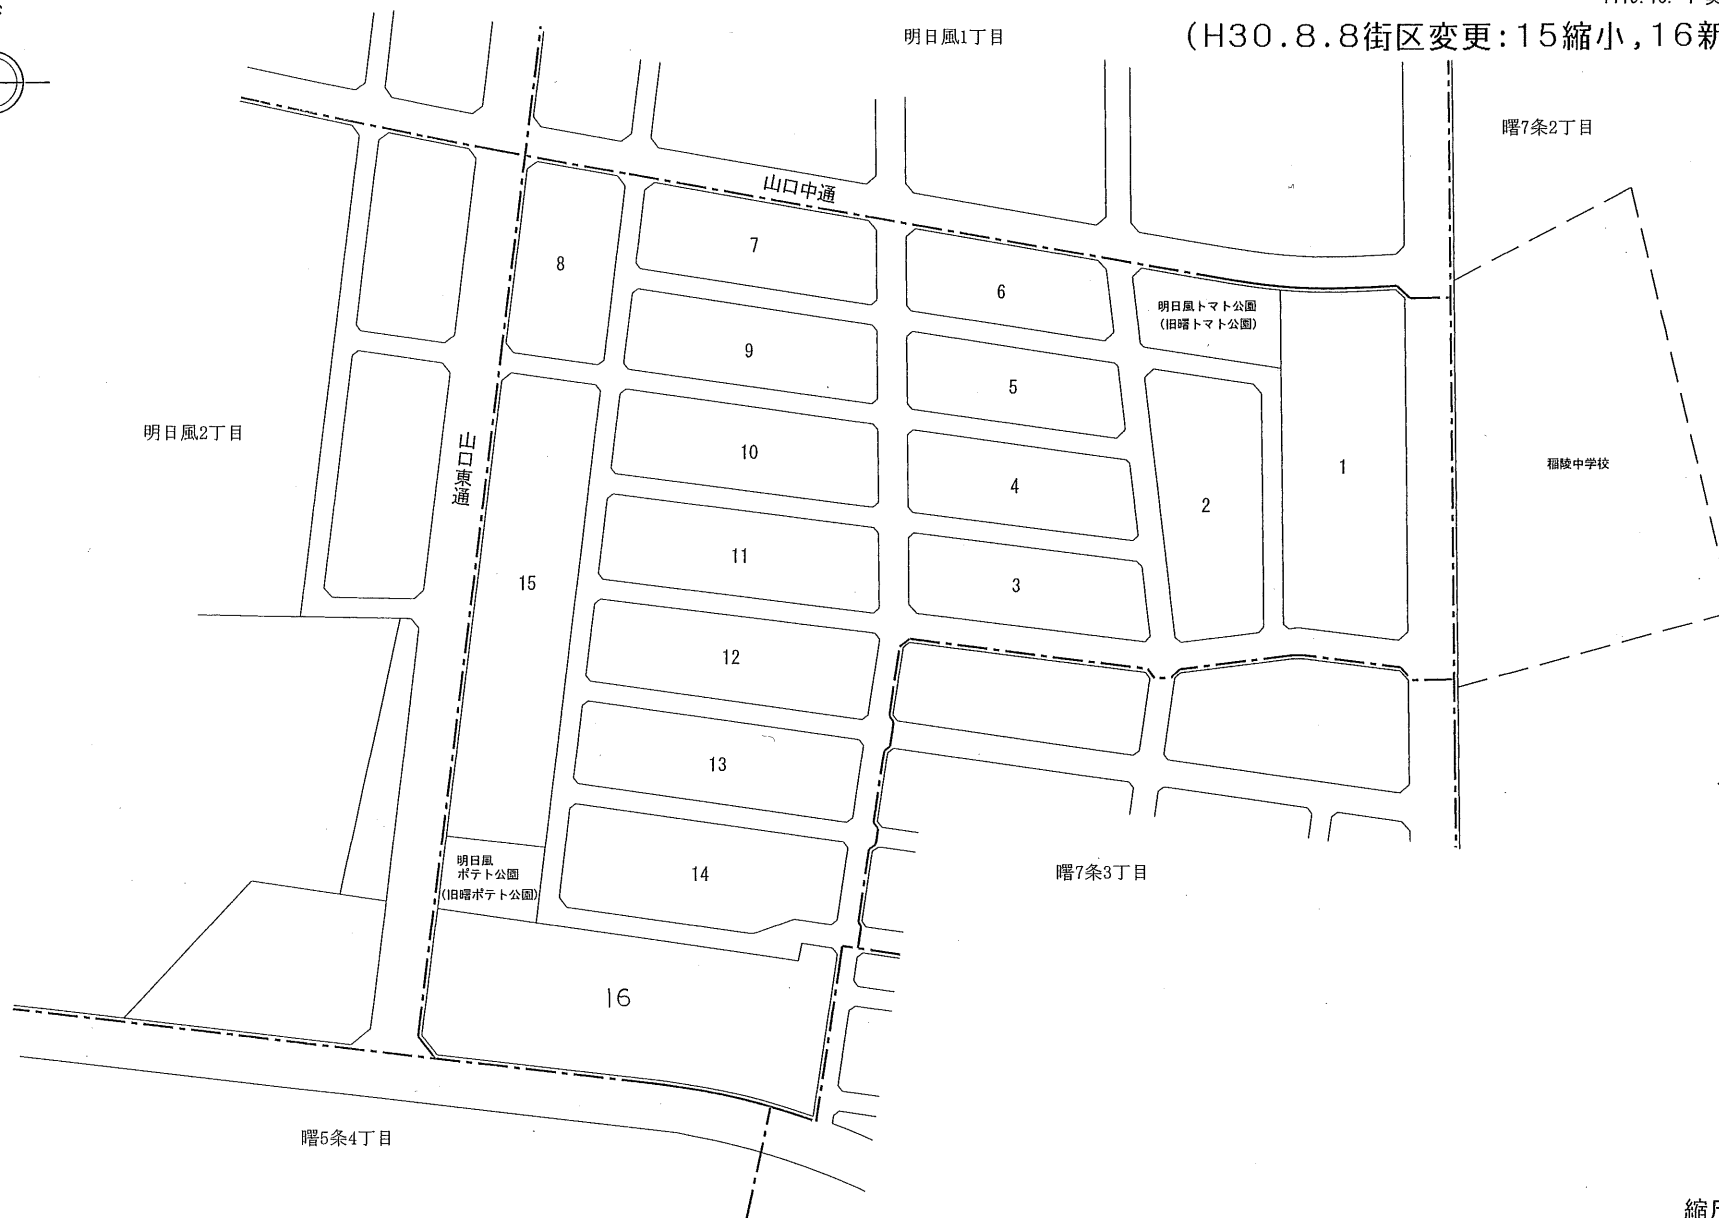 明日風1丁目
(H30.8.8街区変更:15縮小,16新
曙7条2丁目
山口中通
7
8
6
明日風トマト公園
(旧曙トマト公園)
9
5
明日風2丁目
山口東通
10
4
2
1
稲陵中学校
11
15
3
12
13
明日風
ポテト公園
(旧曙ポテト公園)
14
曙7条3丁目
16
曙5条4丁目
縮